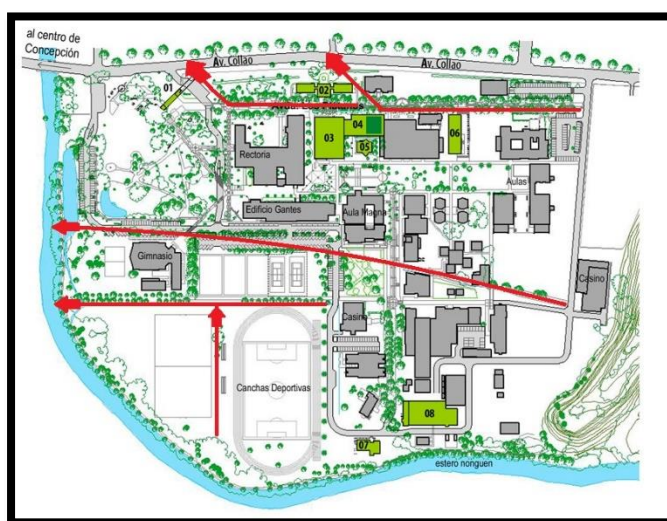 al centro de
Concepción
Av. Collao
Av. Collao
01
02
03
04
05
06
Rectoria
Aulas
Edificio Gantes
Aula Magna
Gimnasio
Casino
Casino
Canchas Deportivas
08
07
estero nonguen